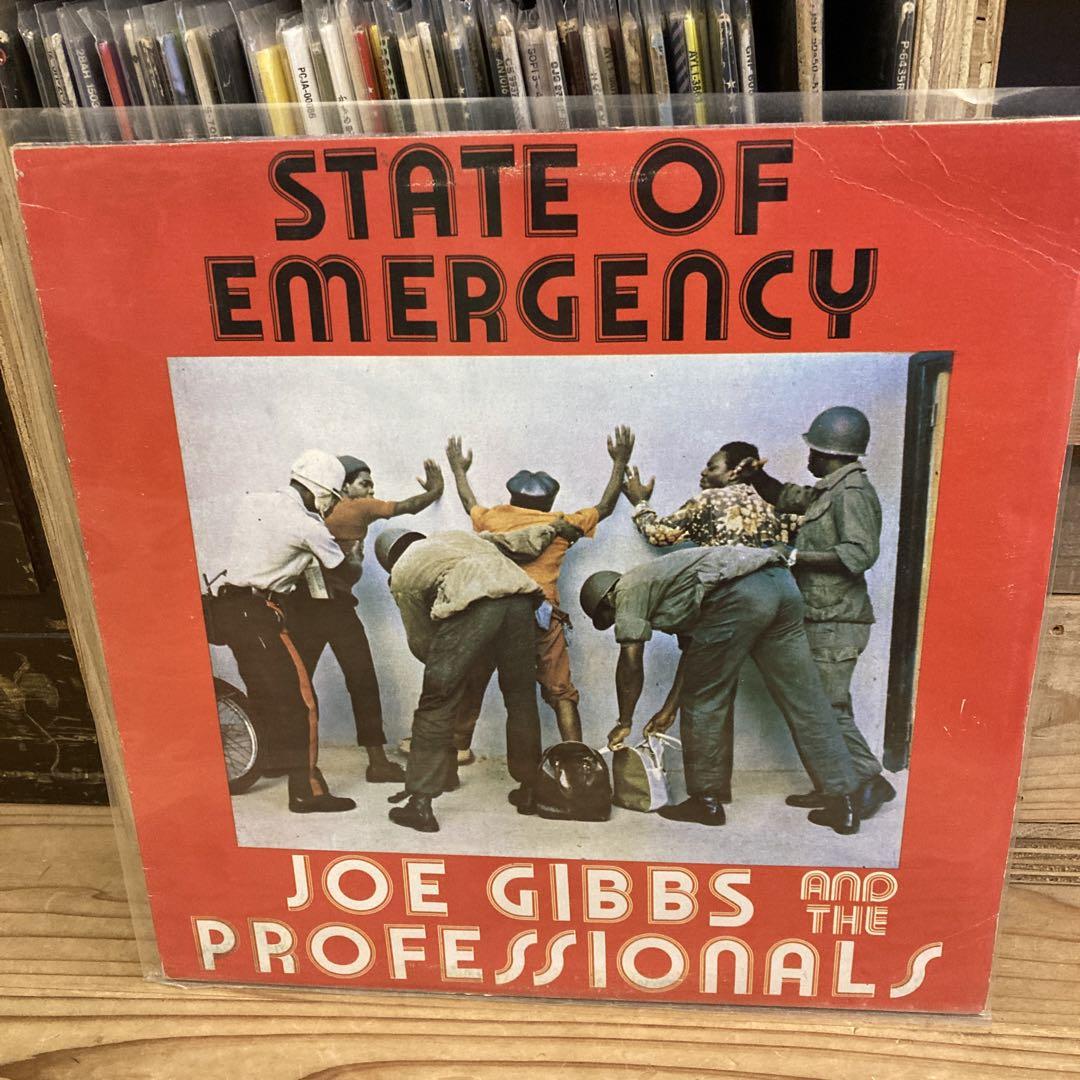 STATE OF
EMERGENCY
JOE GIBBS AND THE
PROFESSIONALS